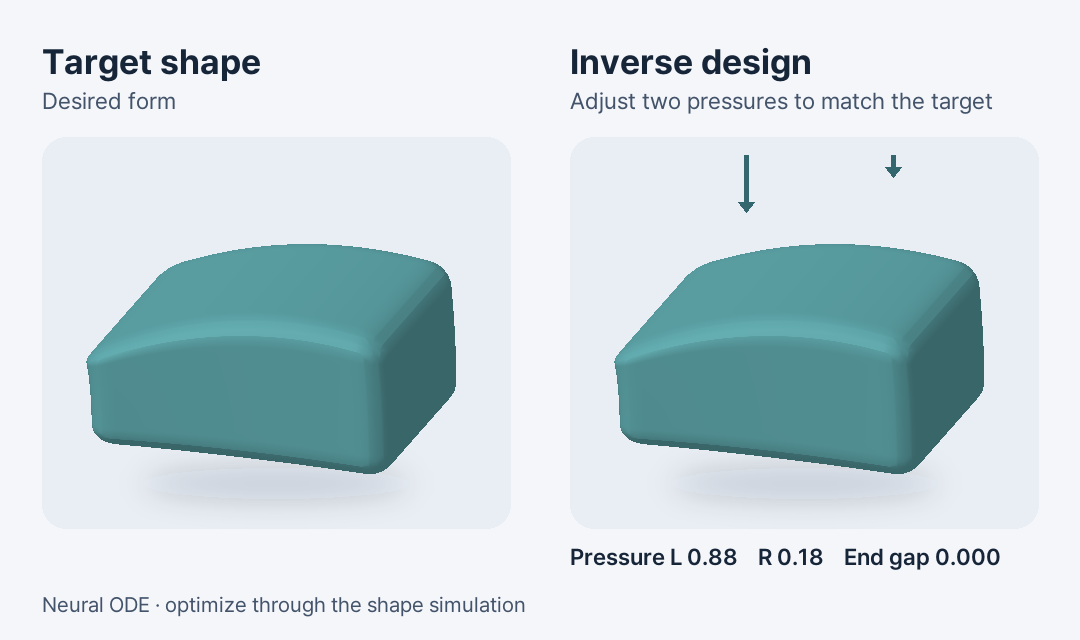 Target shape
Desired form
Inverse design
Adjust two pressures to match the target
Pressure L 0.88 R 0.18 End gap 0.000
Neural ODE · optimize through the shape simulation